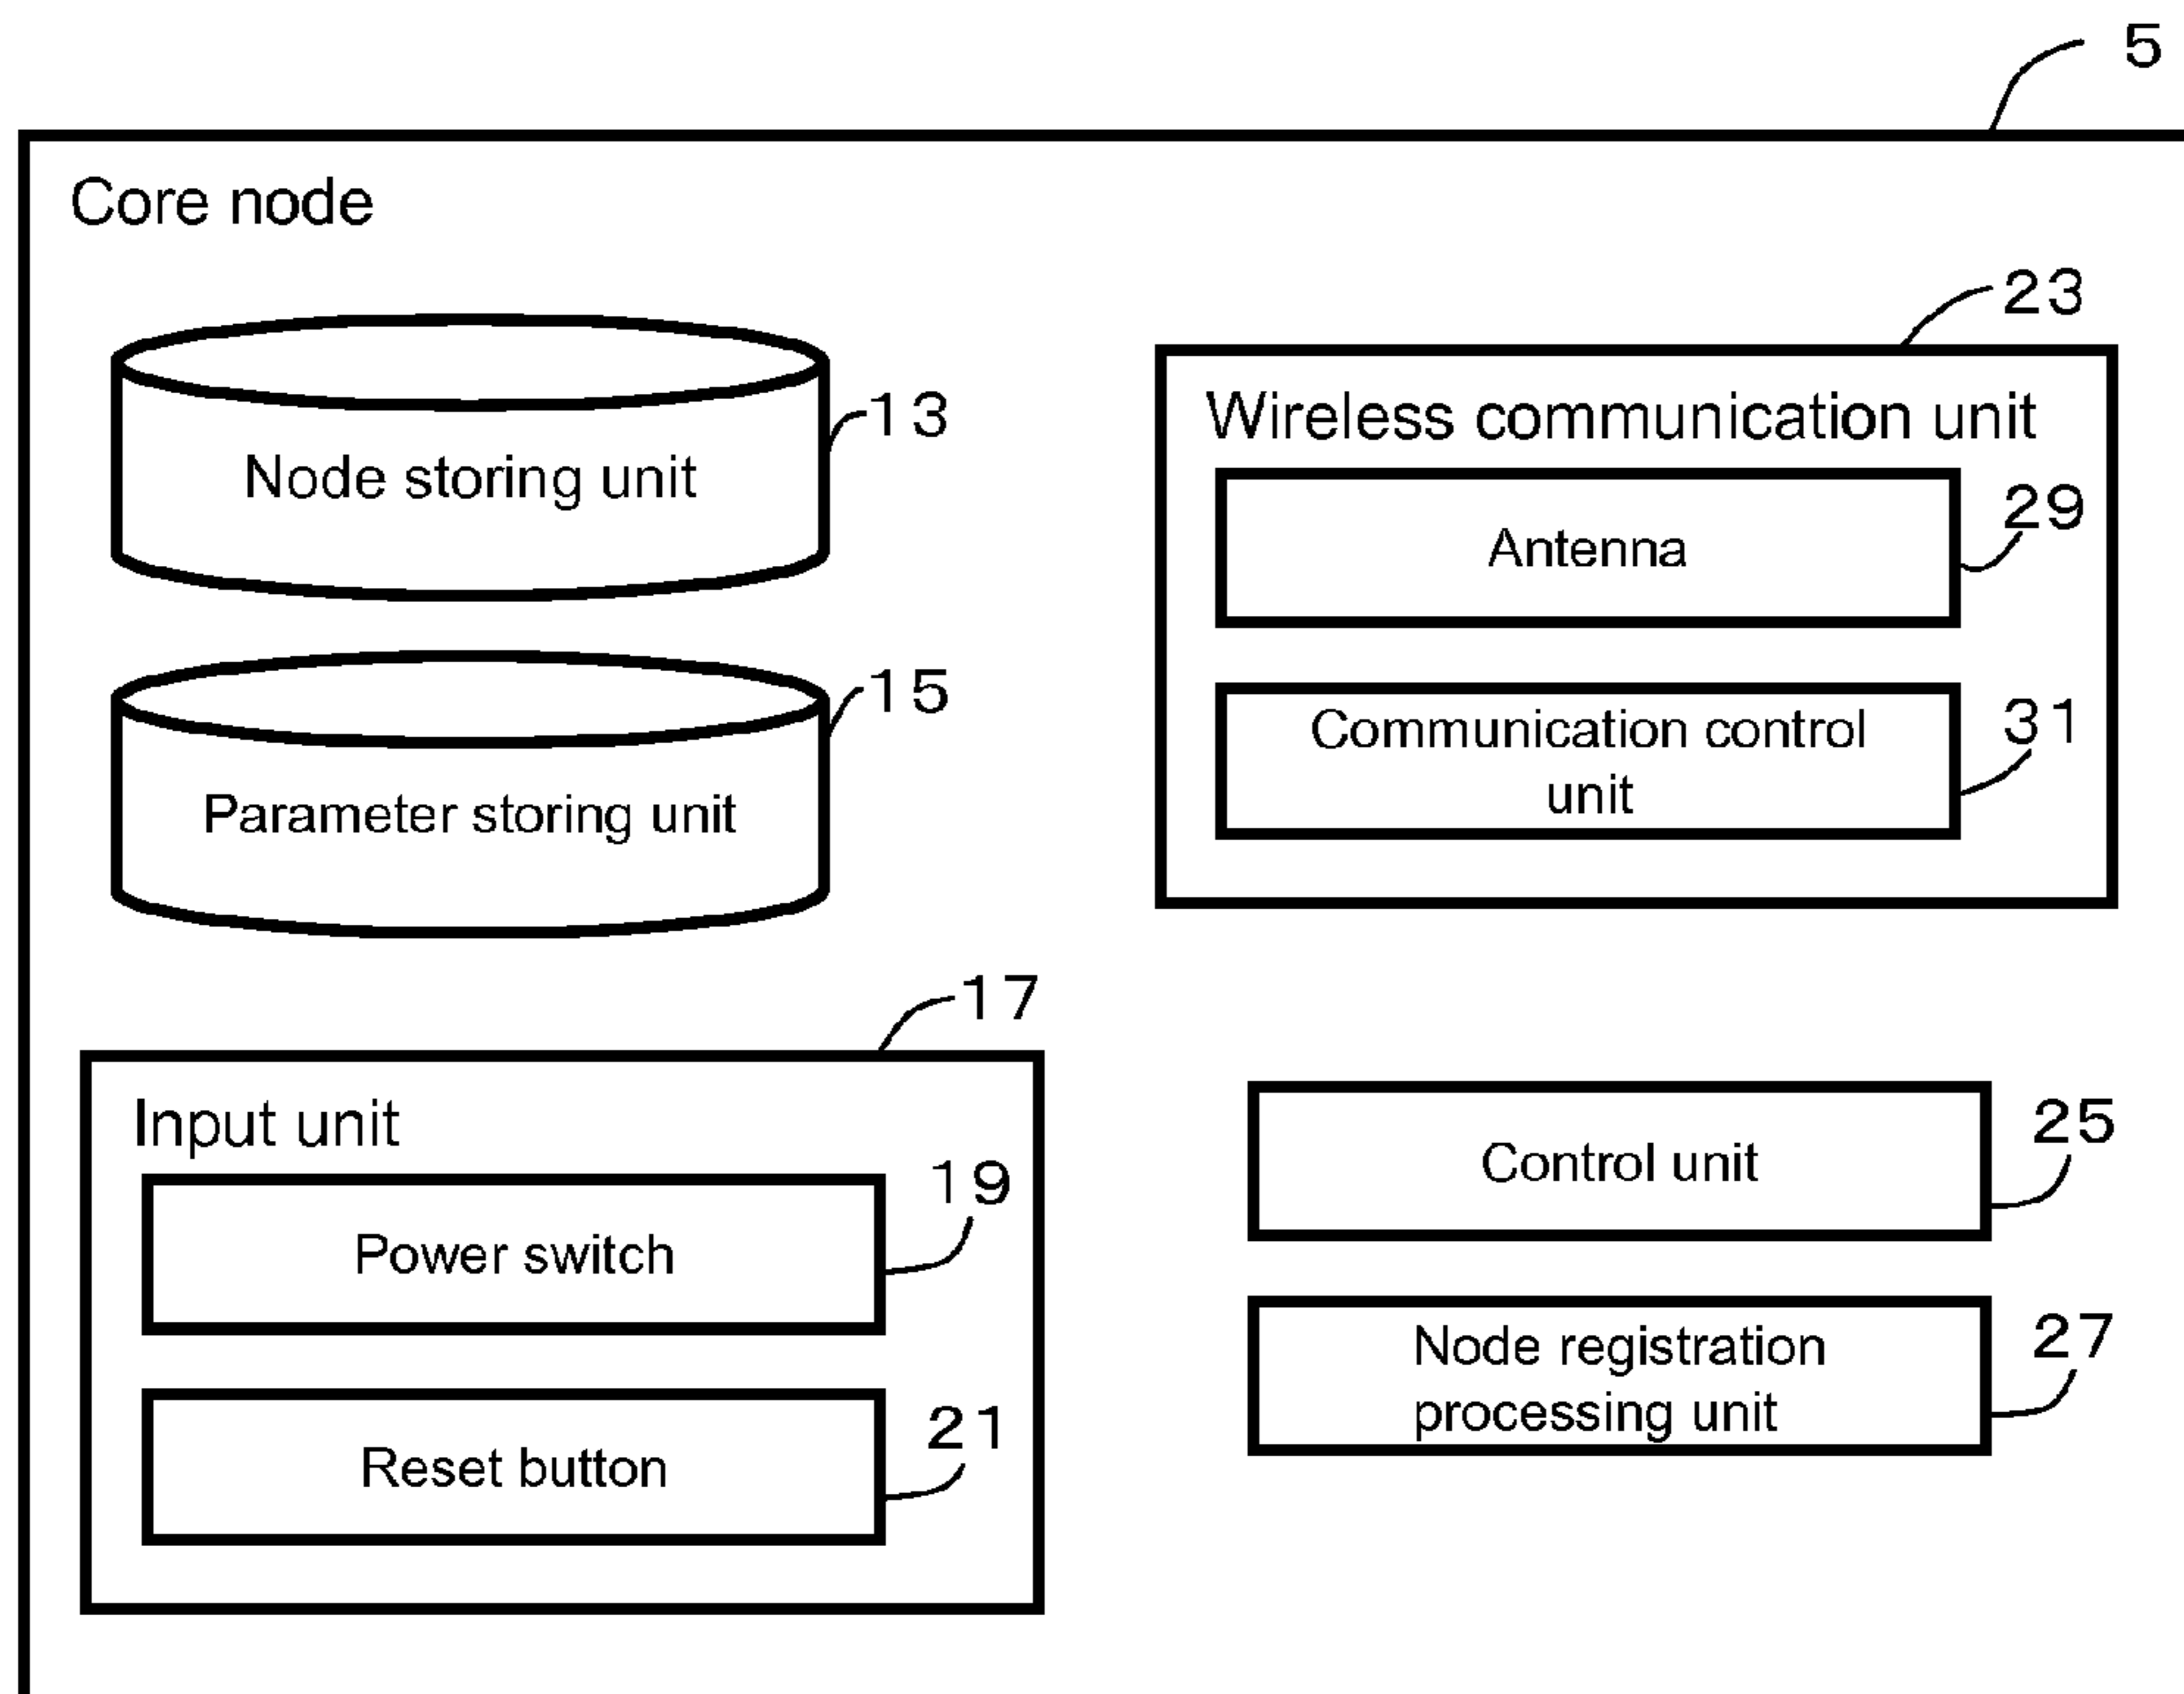 5
Core node
13
Node storing unit
15
Parameter storing unit
23
Wireless communication unit
29
Antenna
31
Communication control
unit
17
Input unit
19
Power switch
21
Reset button
25
Control unit
27
Node registration
processing unit